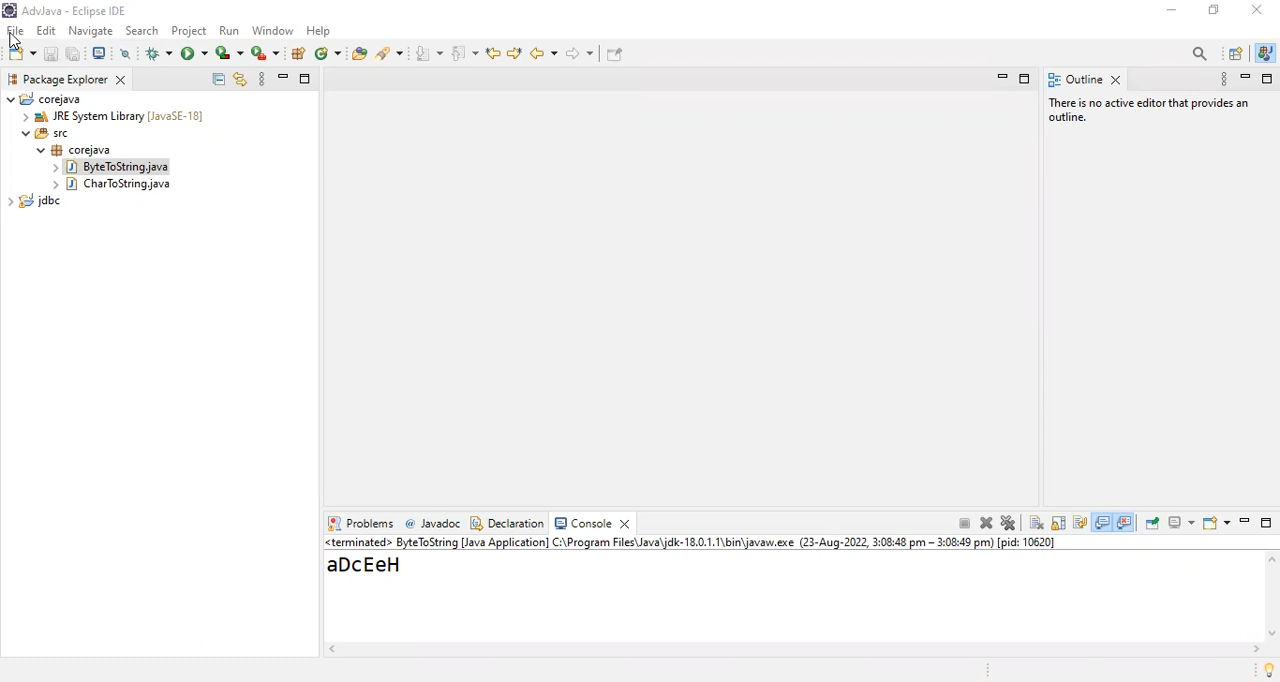 AdvJava - Eclipse IDE
File Edit Navigate Search Project Run Window Help
Package Explorer
corejava
JRE System Library [JavaSE-18]
src
corejava
ByteToString.java
CharToString.java
jdbc
Outline
There is no active editor that provides an
outline.
Problems @ Javadoc Declaration Console
<terminated> ByteToString [Java Application] C:\Program Files\Java\jdk-18.0.1.1\bin\javaw.exe (23-Aug-2022, 3:08:48 pm – 3:08:49 pm) [pid: 10620]
aDcEeH